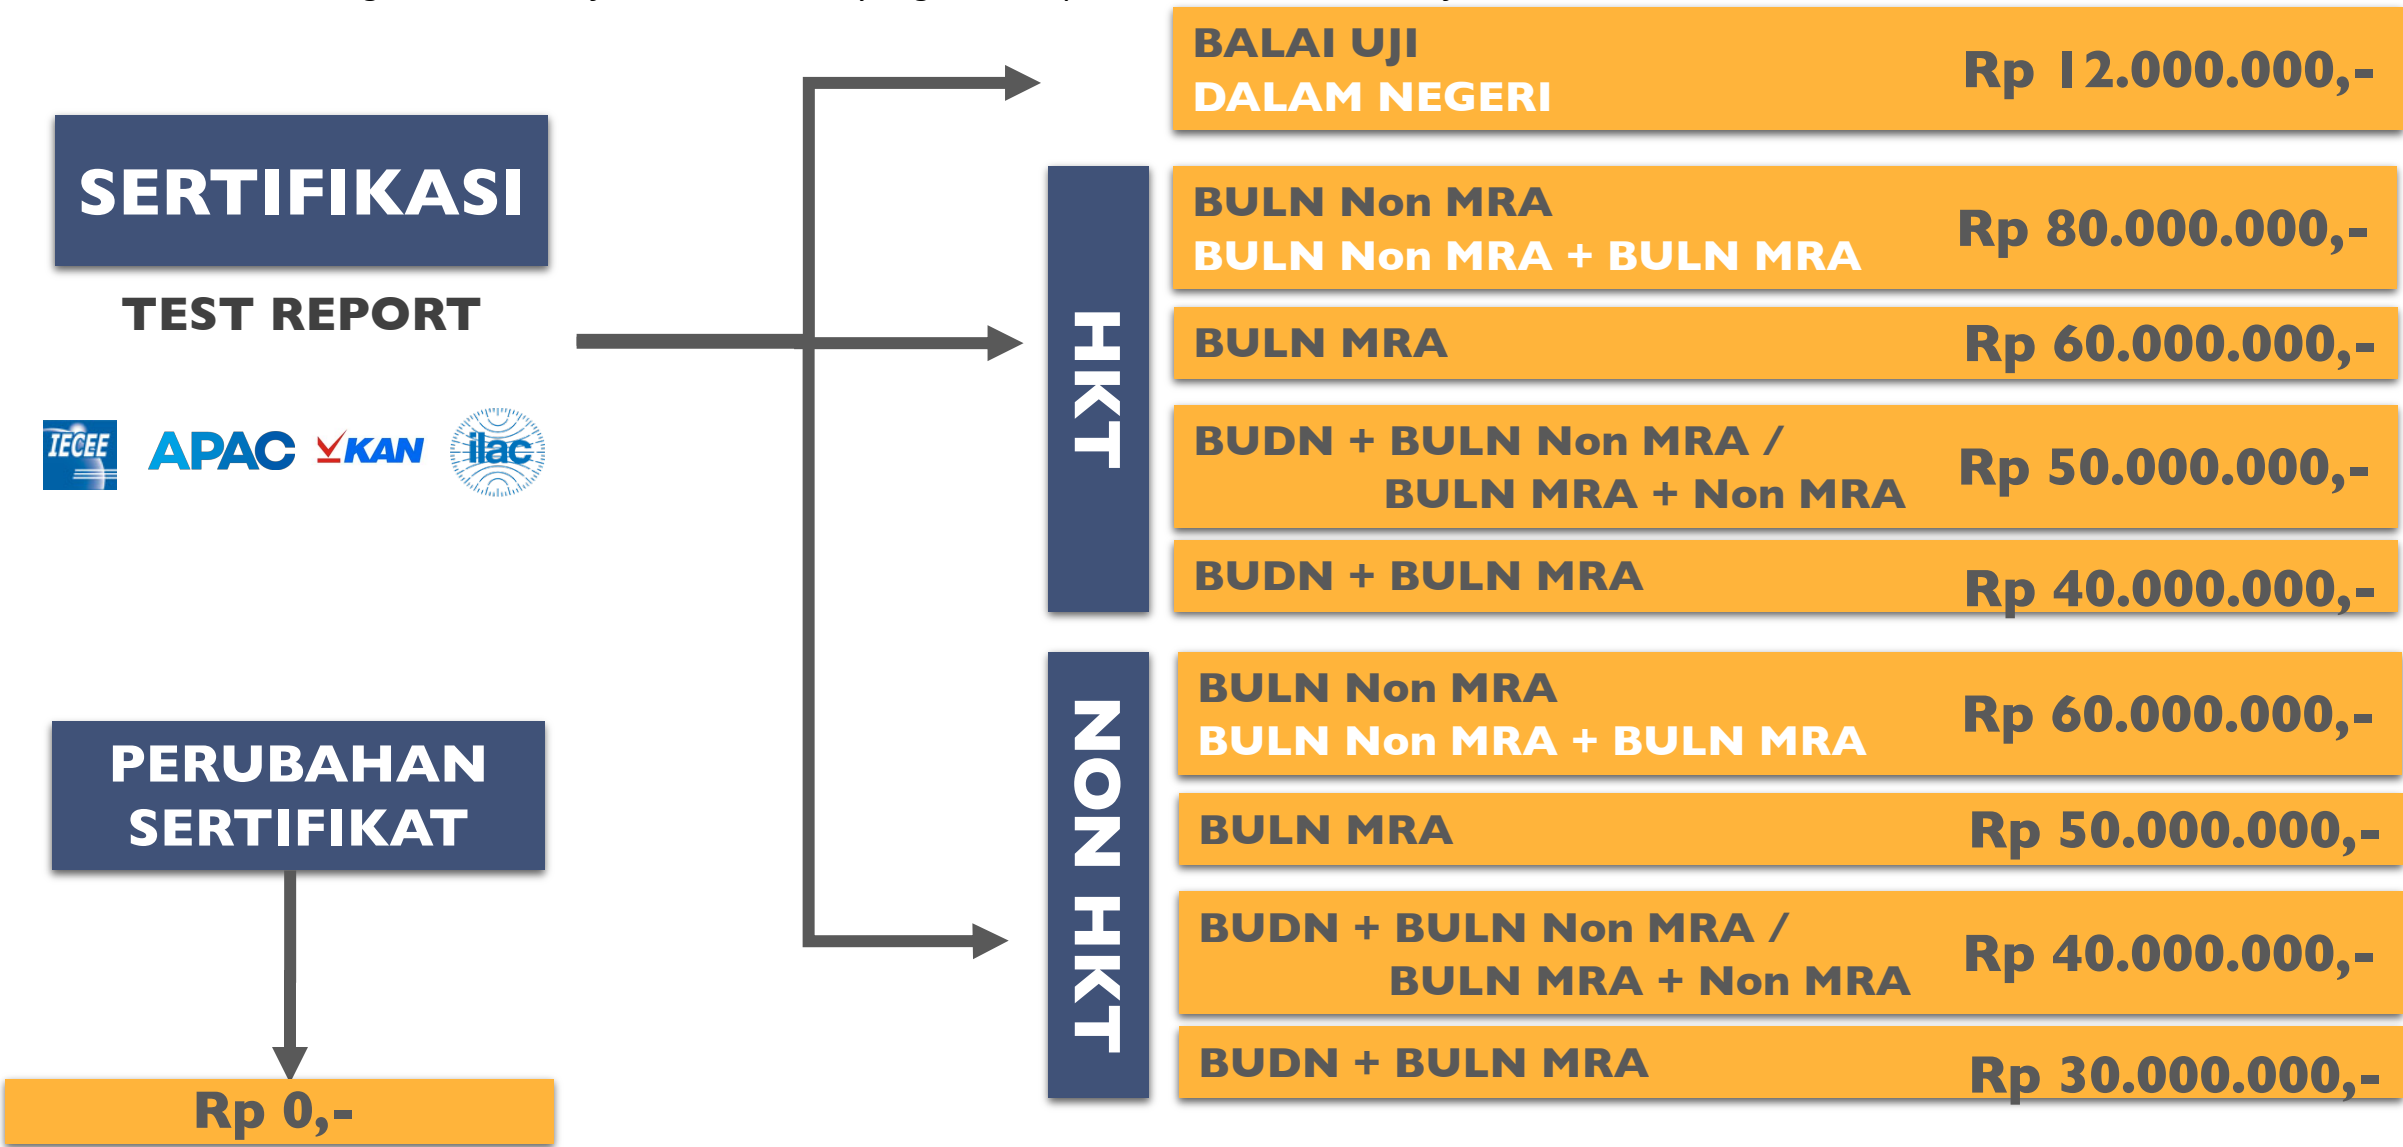 BALAI UJI
DALAM NEGERI
Rp 12.000.000,-
SERTIFIKASI
TEST REPORT
IECEE
APAC
KAN
ilac
HKT
BULN Non MRA
BULN Non MRA + BULN MRA
Rp 80.000.000,-
BULN MRA
Rp 60.000.000,-
BUDN + BULN Non MRA /
BULN MRA + Non MRA
Rp 50.000.000,-
BUDN + BULN MRA
Rp 40.000.000,-
NON HKT
BULN Non MRA
BULN Non MRA + BULN MRA
Rp 60.000.000,-
BULN MRA
Rp 50.000.000,-
BUDN + BULN Non MRA /
BULN MRA + Non MRA
Rp 40.000.000,-
BUDN + BULN MRA
Rp 30.000.000,-
PERUBAHAN
SERTIFIKAT
Rp 0,-